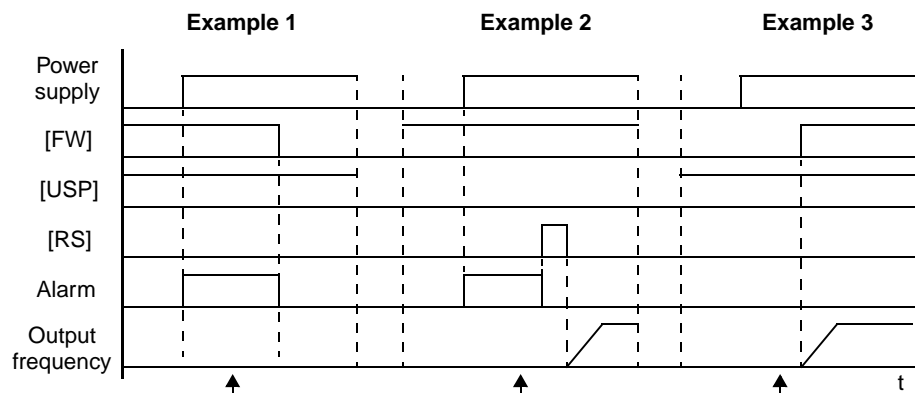 Example 1
Example 2
Example 3
Power
supply
[FW]
[USP]
[RS]
Alarm
Output
frequency
t